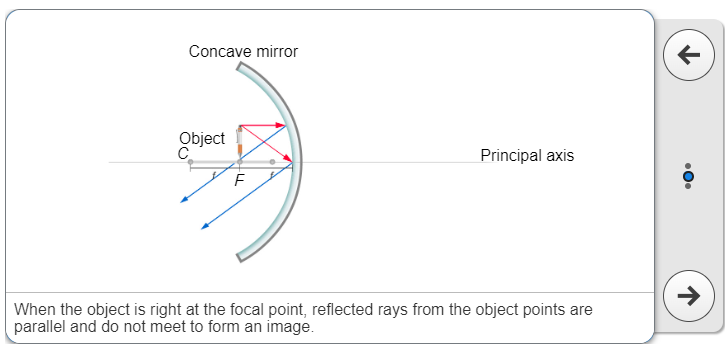 Concave mirror
Object
C
Principal axis
f
F
f
When the object is right at the focal point, reflected rays from the object points are
parallel and do not meet to form an image.